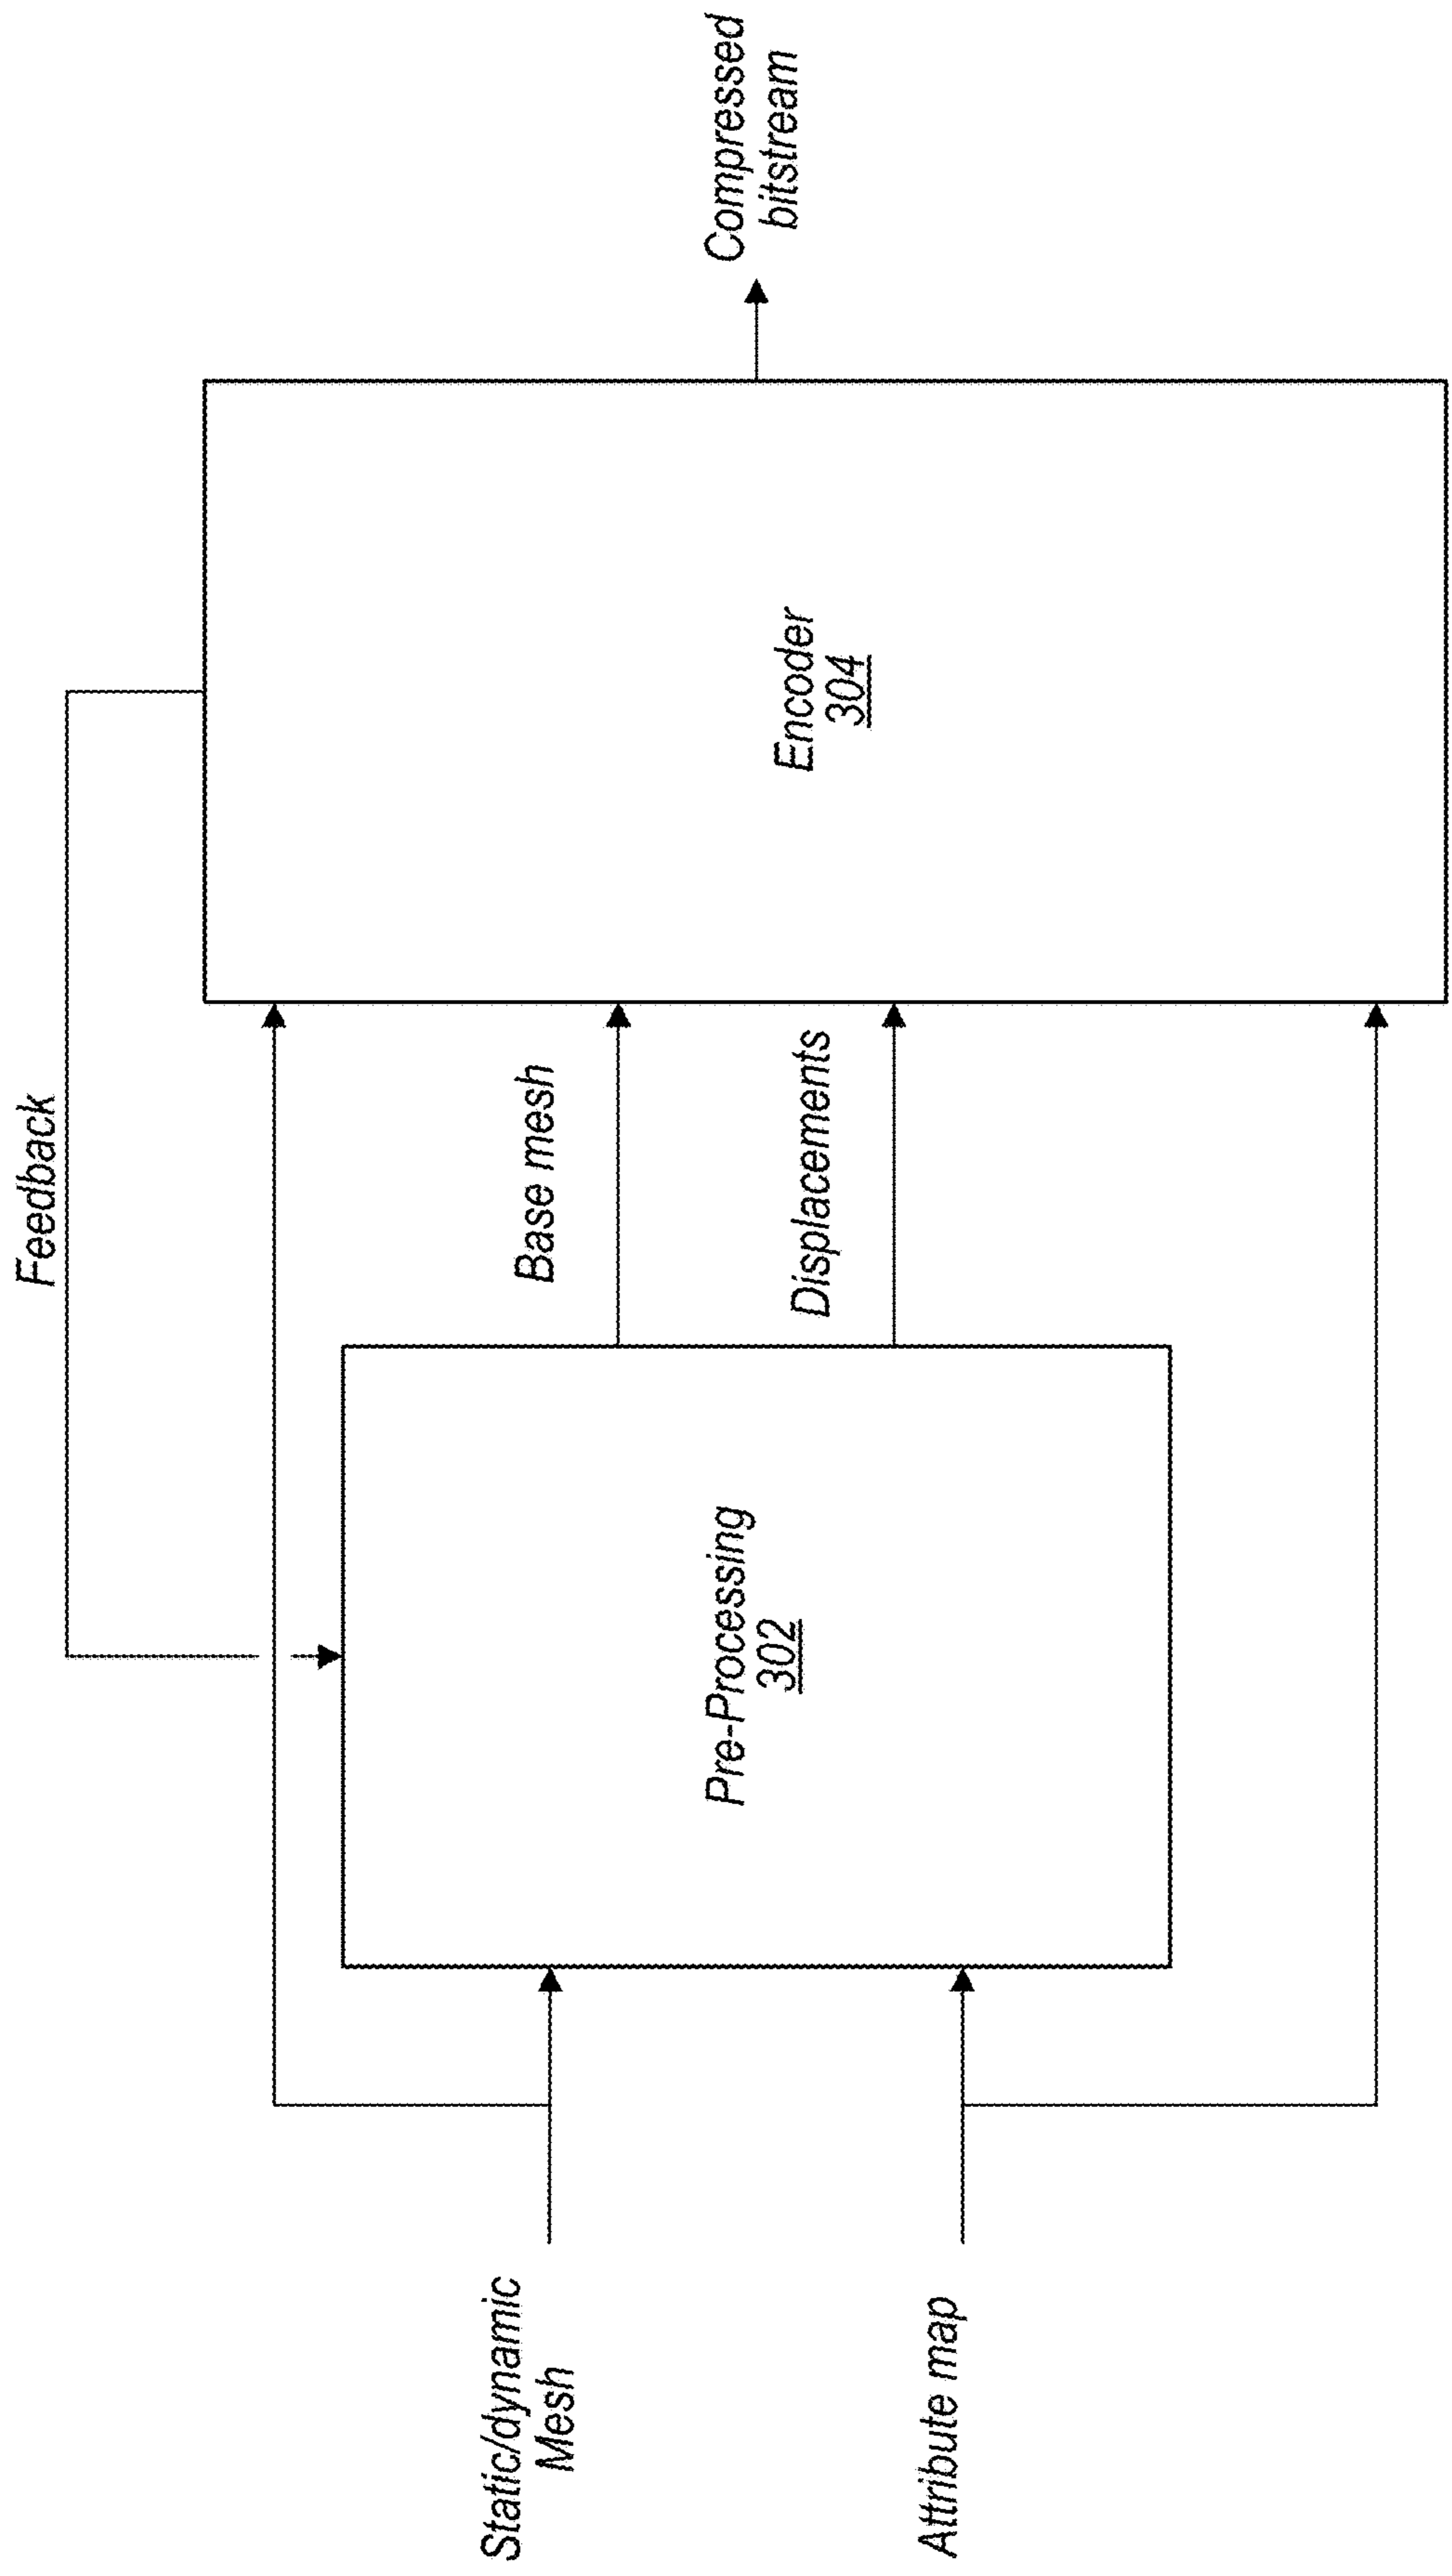 Feedback
Static/dynamic
Mesh
Attribute map
Pre-Processing
302
Base mesh
Displacements
Encoder
304
Compressed
bitstream